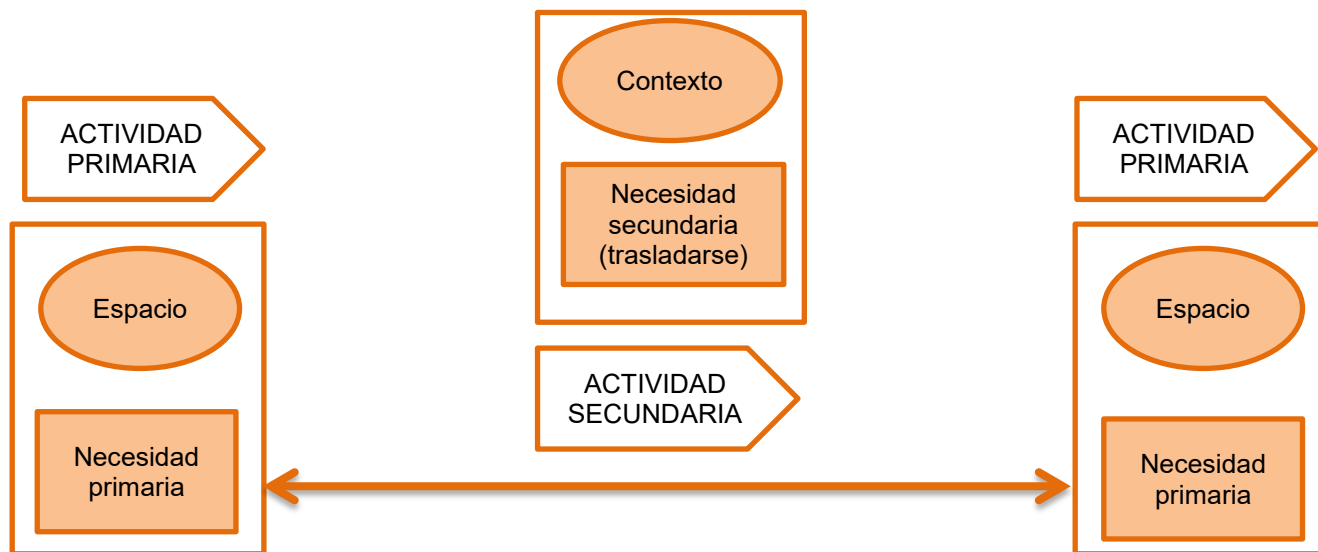 ACTIVIDAD
PRIMARIA
Espacio
Necesidad
primaria
Contexto
Necesidad
secundaria
(trasladarse)
ACTIVIDAD
SECUNDARIA
ACTIVIDAD
PRIMARIA
Espacio
Necesidad
primaria